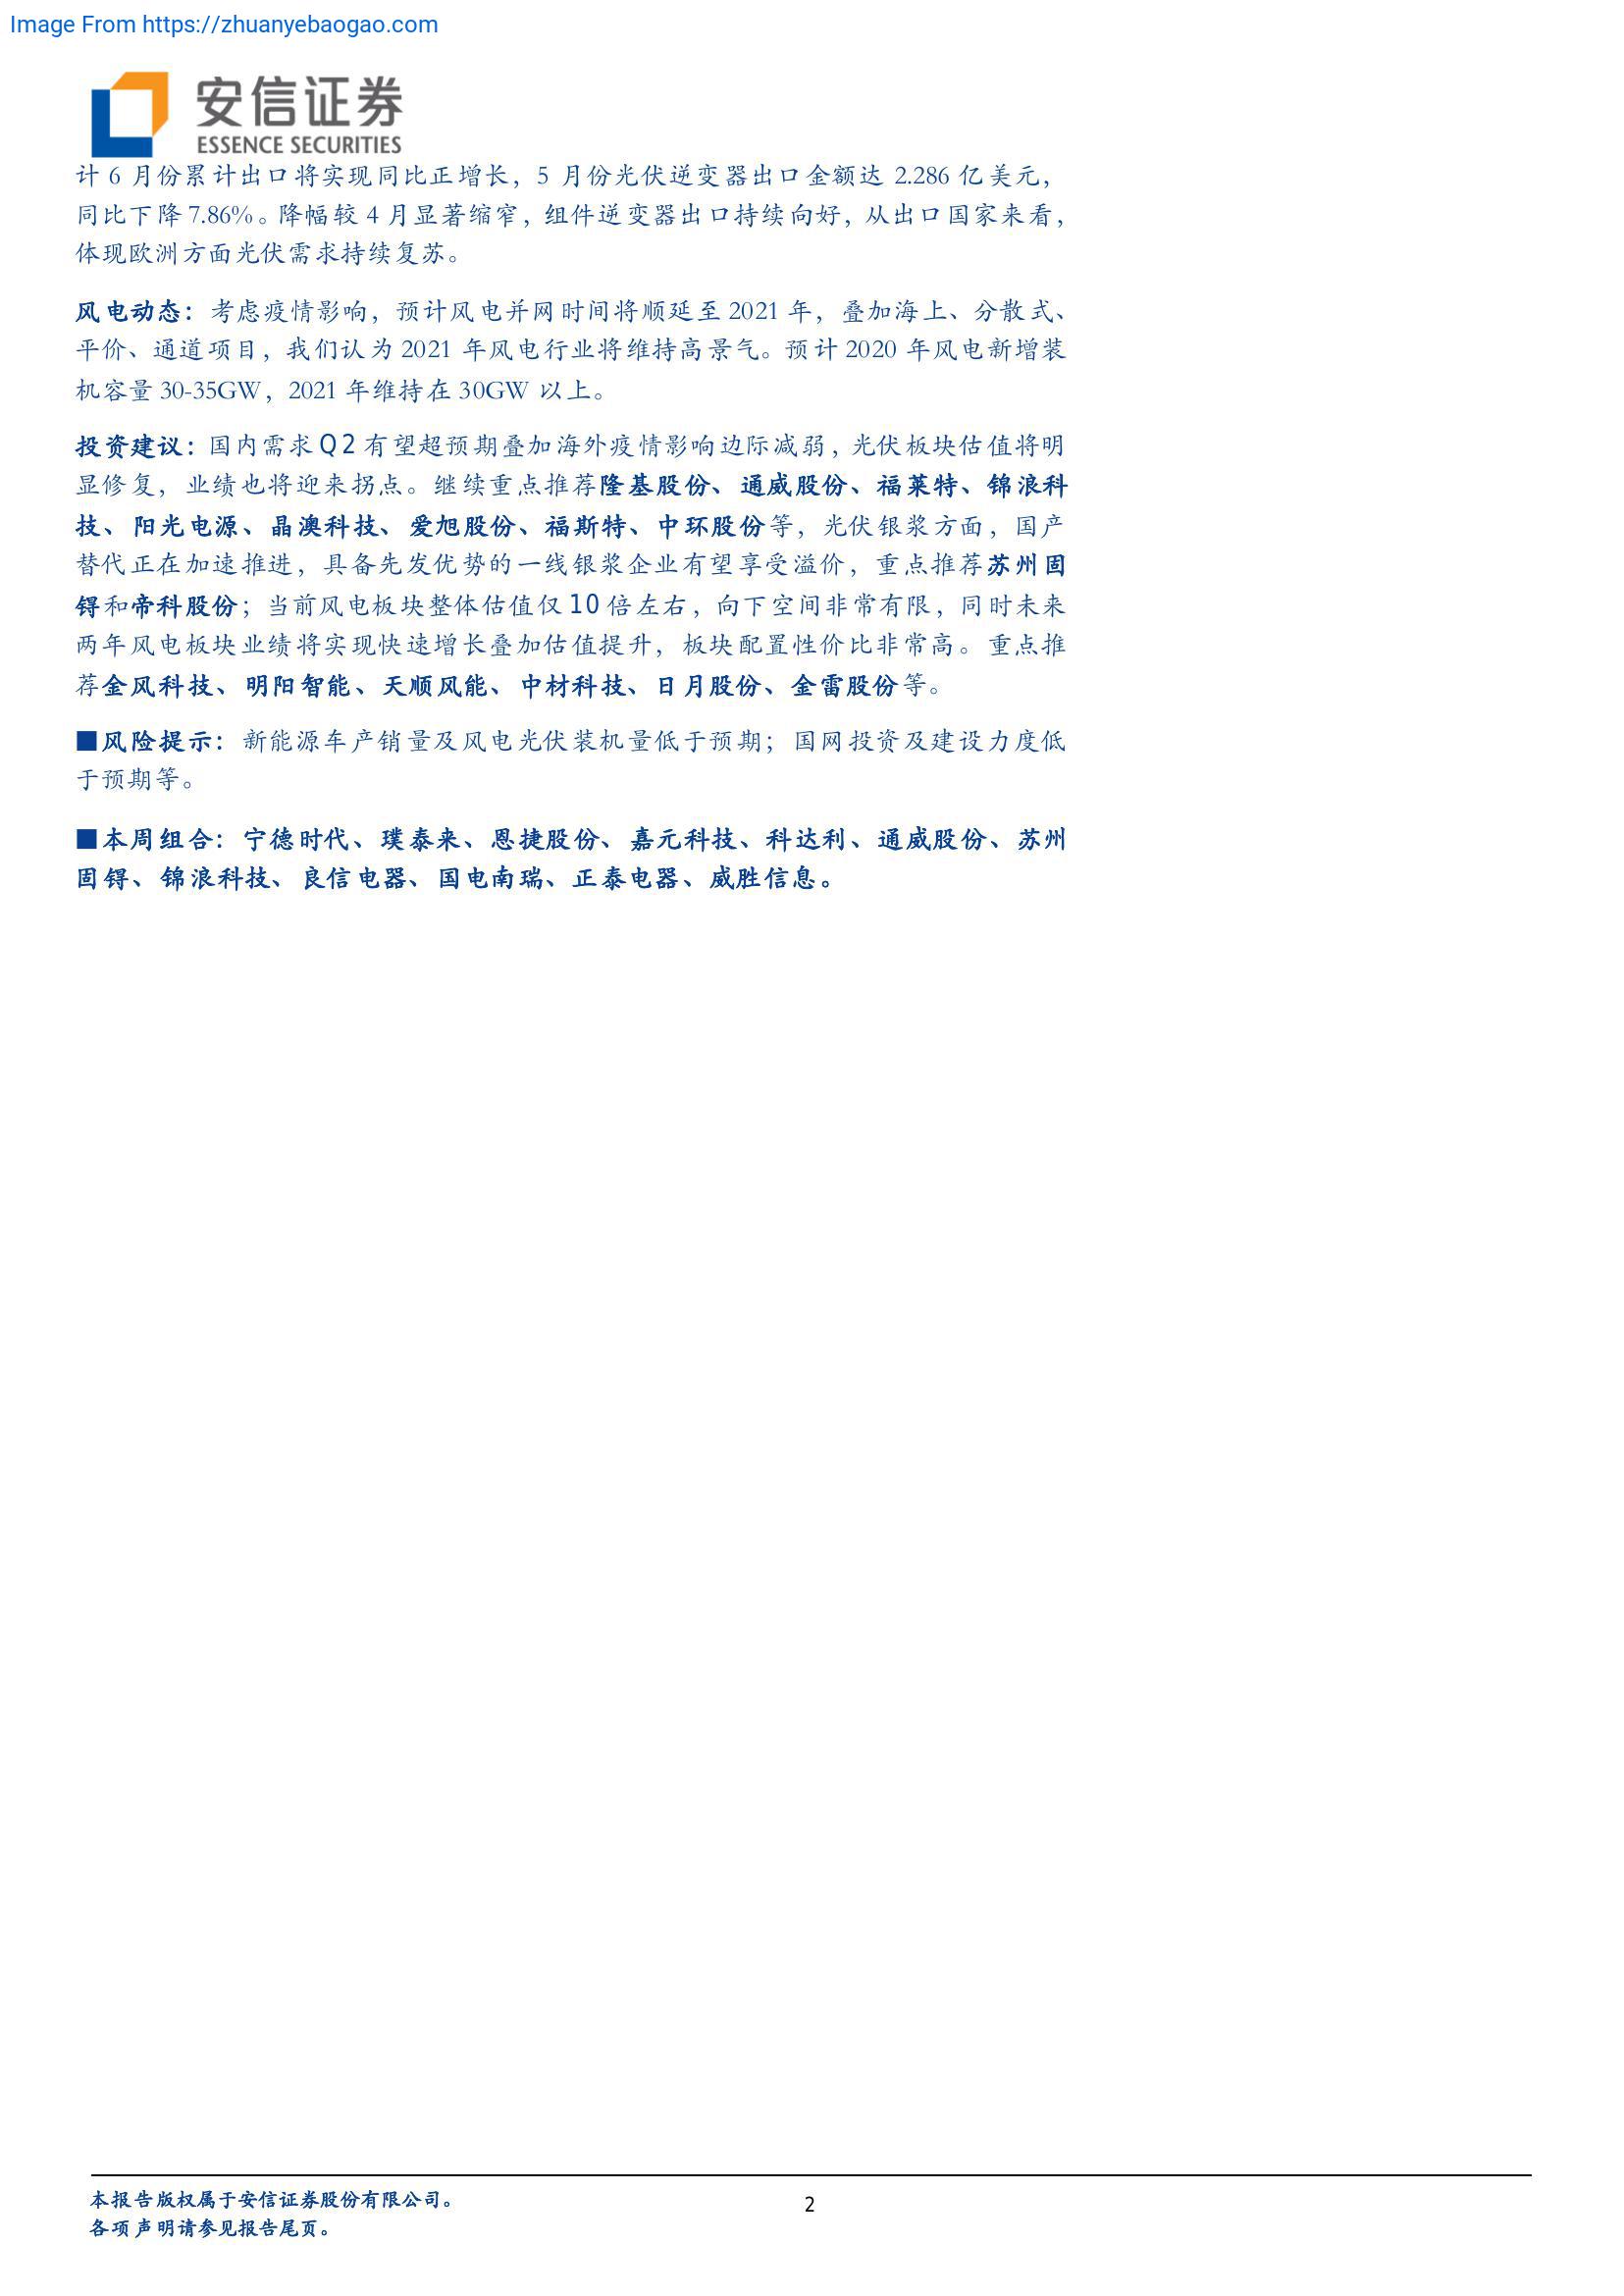 Image From https://zhuanyebaogao.com
安信证券
ESSENCE SECURITIES
计 6 月份累计出口将实现同比正增长，5 月份光伏逆变器出口金额达 2.286 亿美元，
同比下降 7.86%。降幅较 4 月显著缩窄，组件逆变器出口持续向好，从出口国家来看，
体现欧洲方面光伏需求持续复苏。
风电动态：考虑疫情影响，预计风电并网时间将顺延至 2021 年，叠加海上、分散式、
平价、通道项目，我们认为 2021 年风电行业将维持高景气。预计 2020 年风电新增装
机容量 30-35GW，2021 年维持在 30GW 以上。
投资建议：国内需求 Q2 有望超预期叠加海外疫情影响边际减弱，光伏板块估值将明
显修复，业绩也将迎来拐点。继续重点推荐隆基股份、通威股份、福莱特、锦浪科
技、阳光电源、晶澳科技、爱旭股份、福斯特、中环股份等，光伏银浆方面，国产
替代正在加速推进，具备先发优势的一线银浆企业有望享受溢价，重点推荐苏州固
锝和帝科股份；当前风电板块整体估值仅 10 倍左右，向下空间非常有限，同时未来
两年风电板块业绩将实现快速增长叠加估值提升，板块配置性价比非常高。重点推
荐金风科技、明阳智能、天顺风能、中材科技、日月股份、金雷股份等。
■风险提示：新能源车产销量及风电光伏装机量低于预期；国网投资及建设力度低
于预期等。
■本周组合：宁德时代、璞泰来、恩捷股份、嘉元科技、科达利、通威股份、苏州
固锝、锦浪科技、良信电器、国电南瑞、正泰电器、威胜信息。
本报告版权属于安信证券股份有限公司。
2
各项声明请参见报告尾页。